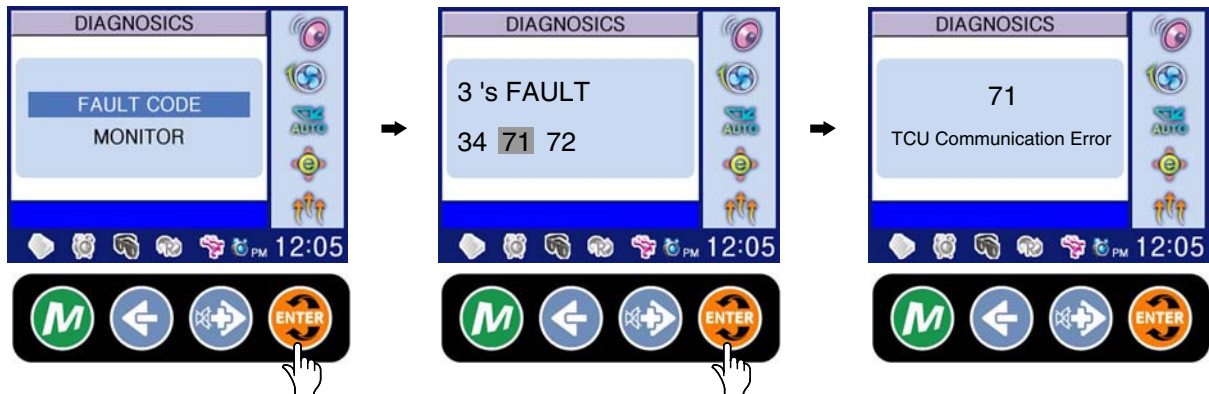 DIAGNOSICS
FAULT CODE
MONITOR
AUTO
e
PM 12:05
M
ENTER
DIAGNOSICS
3 's FAULT
34 71 72
AUTO
e
PM 12:05
M
ENTER
DIAGNOSICS
71
TCU Communication Error
AUTO
e
PM 12:05
M
ENTER